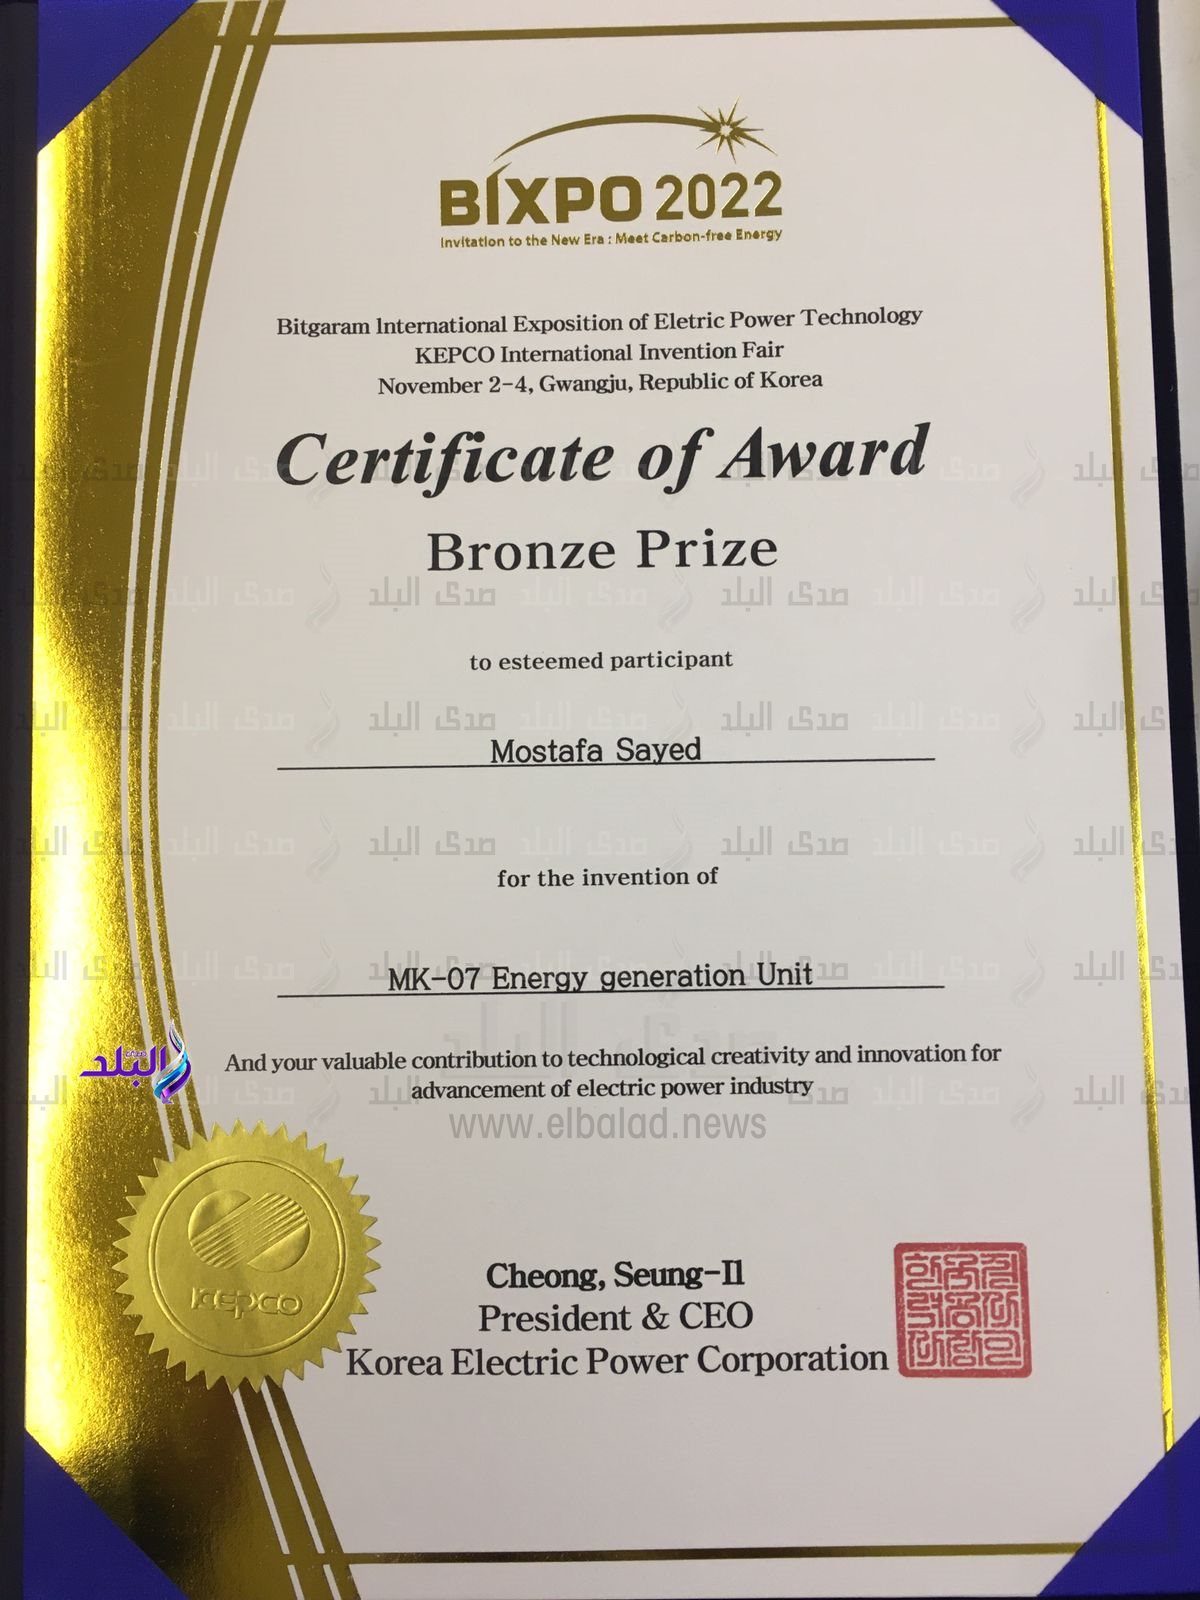 BIXPO 2022
Invitation to the New Era : Meet Carbon-free Energy
Bitgaram International Exposition of Eletric Power Technology
KEPCO International Invention Fair
November 2-4, Gwangju, Republic of Korea
Certificate of Award
Bronze Prize
to esteemed participant
Mostafa Sayed
for the invention of
MK-07 Energy generation Unit
صدى البلد
And your valuable contribution to technological creativity and innovation for
advancement of electric power industry
www.elbalad.news
KEPCO
Cheong, Seung-Il
President & CEO
Korea Electric Power Corporation